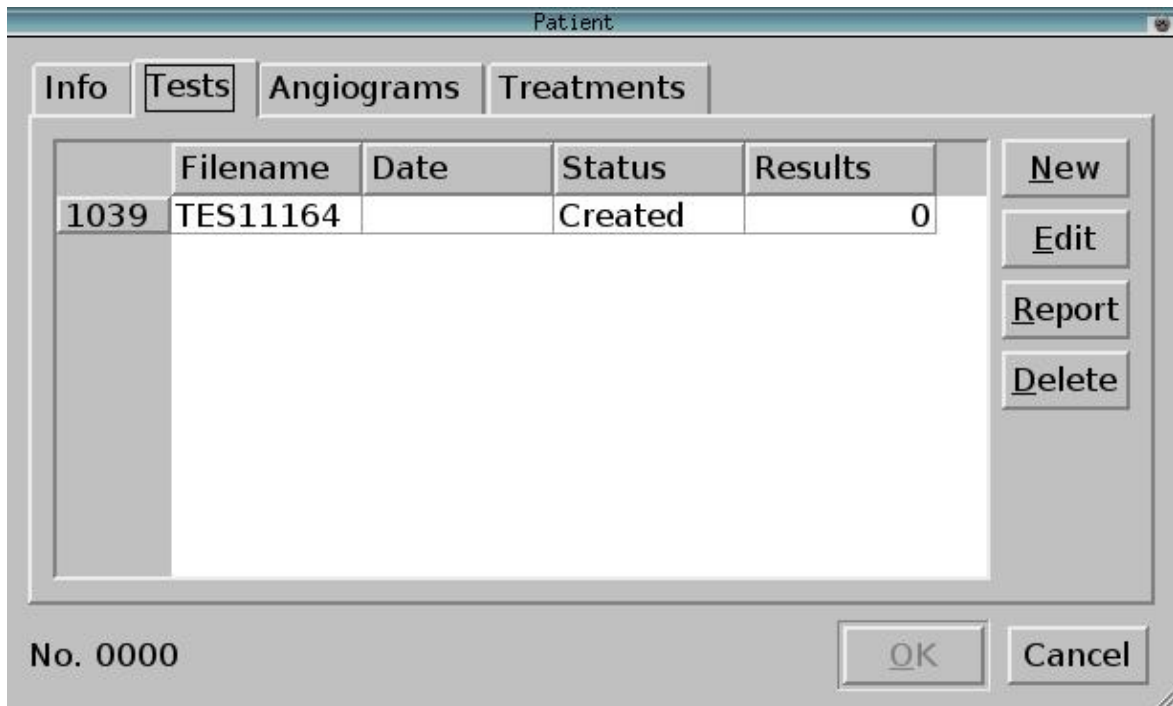 Patient
Info Tests Angiograms Treatments
Filename Date Status Results
1039 TES11164 Created 0
New
Edit
Report
Delete
No. 0000 OK Cancel